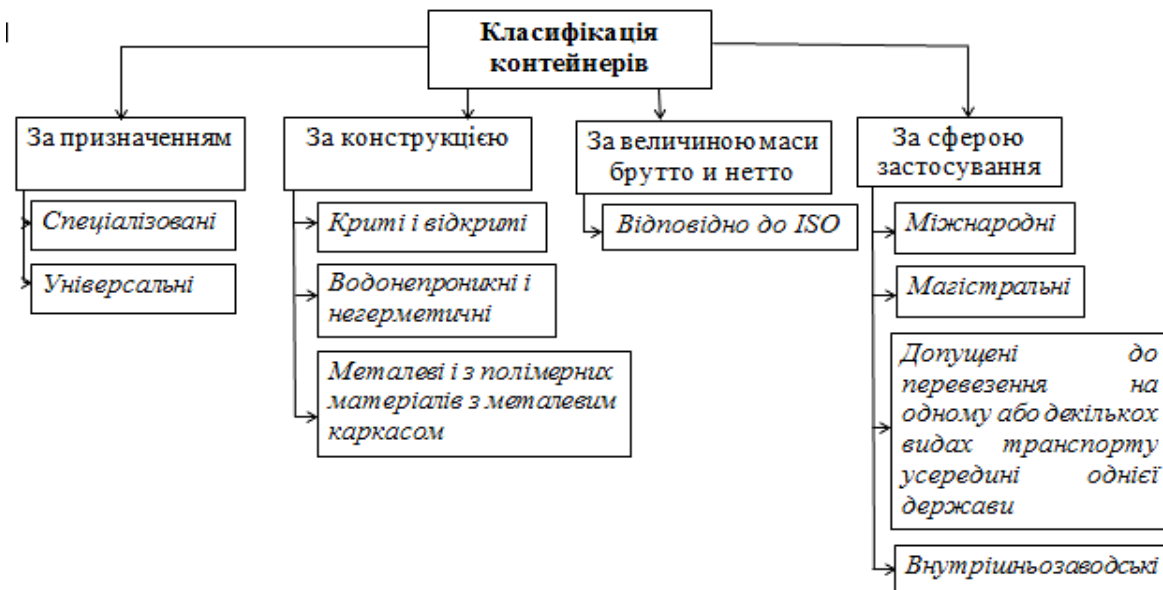 Класифікація
контейнерів
За призначенням
Спеціалізовані
Універсальні
За конструкцією
Криті і відкриті
Водонепроникні і
негерметичні
Металеві і з полімерних
матеріалів з металевим
каркасом
За величиною маси
брутто и нетто
Відповідно до ISO
За сферою
застосування
Міжнародні
Магістральні
Допущені до
перевезення на
одному або декількох
видах транспорту
усередині однієї
держави
Внутрішньозаводські